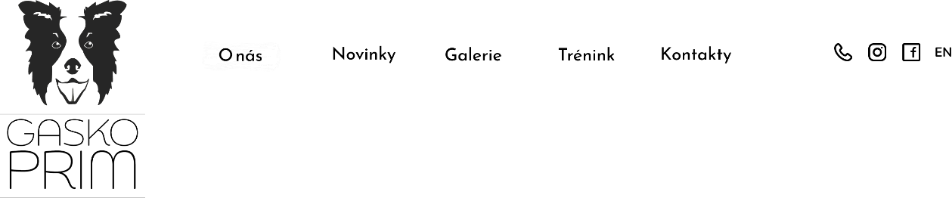 O nás Novinky Galerie Trénink Kontakty EN
GASKO
PRIM